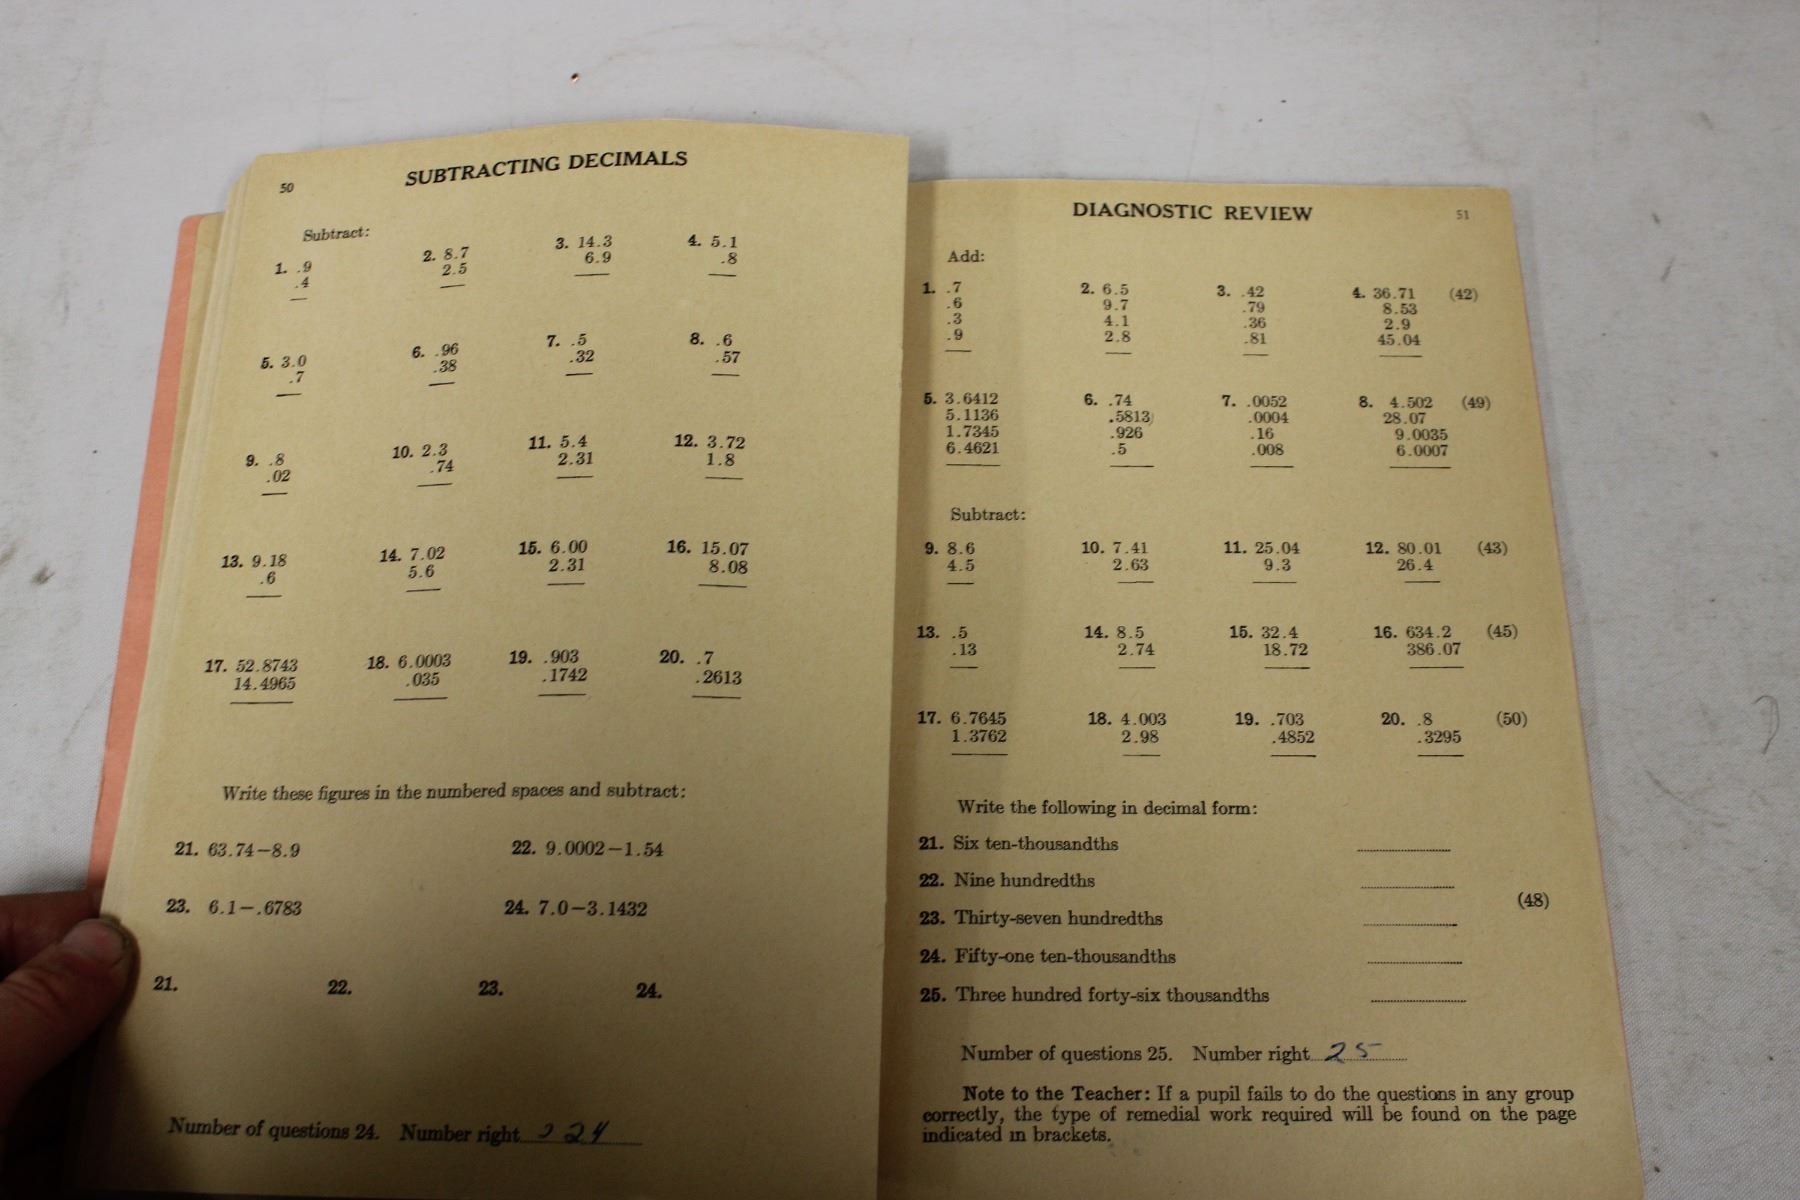 50
SUBTRACTING DECIMALS
Subtract:
1. .9 2. 8.7 3. 14.3 4. 5.1
.4 2.5 6.9 .8
5. 3.0 6. .96 7. .5 8. .6
.7 .38 .32 .57
9. .8 10. 2.3 11. 5.4 12. 3.72
.02 .74 2.31 1.8
13. 9.18 14. 7.02 15. 6.00 16. 15.07
.6 5.6 2.31 8.08
17. 52.8743 18. 6.0003 19. .903 20. .7
14.4965 .035 .1742 .2613
Write these figures in the numbered spaces and subtract:
21. 63.74−8.9 22. 9.0002−1.54
23. 6.1−.6783 24. 7.0−3.1432
21. 22. 23. 24.
Number of questions 24. Number right 24
DIAGNOSTIC REVIEW 51
Add:
1. .7 2. 6.5 3. .42 4. 36.71 (42)
.6 9.7 .79 8.53
.3 4.1 .36 2.9
.9 2.8 .81 45.04
5. 3.6412 6. .74 7. .0052 8. 4.502 (49)
5.1136 .5813 .0004 28.07
1.7345 .926 .16 9.0035
6.4621 .5 .008 6.0007
Subtract:
9. 8.6 10. 7.41 11. 25.04 12. 80.01 (43)
4.5 2.63 9.3 26.4
13. .5 14. 8.5 15. 32.4 16. 634.2 (45)
.13 2.74 18.72 386.07
17. 6.7645 18. 4.003 19. .703 20. .8 (50)
1.3762 2.98 .4852 .3295
Write the following in decimal form:
21. Six ten-thousandths
22. Nine hundredths
(48)
23. Thirty-seven hundredths
24. Fifty-one ten-thousandths
25. Three hundred forty-six thousandths
Number of questions 25. Number right 25
Note to the Teacher: If a pupil fails to do the questions in any group
correctly, the type of remedial work required will be found on the page
indicated in brackets.